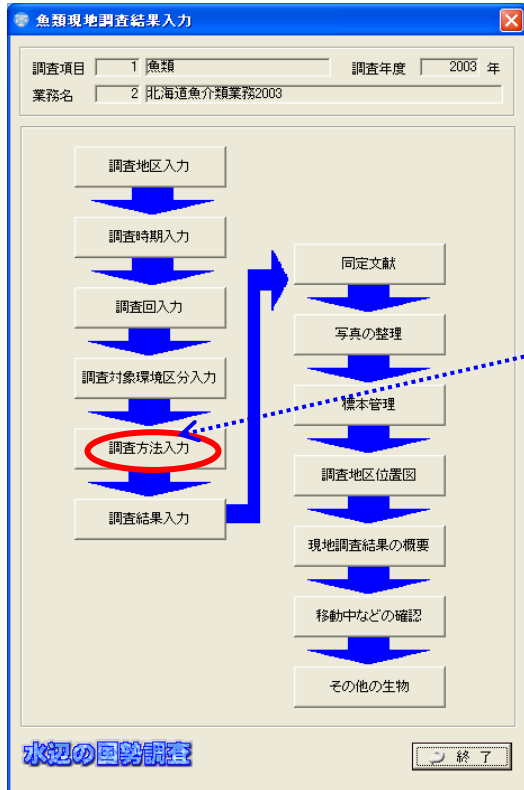 魚類現地調査結果入力
調査項目 1 魚類 調査年度 2003 年
業務名 2 北海道魚介類業務2003
調査地区入力
調査時期入力
調査回入力
調査対象環境区分入力
調査方法入力
調査結果入力
同定文献
写真の整理
標本管理
調査地区位置図
現地調査結果の概要
移動中などの確認
その他の生物
水辺の国勢調査
終 了